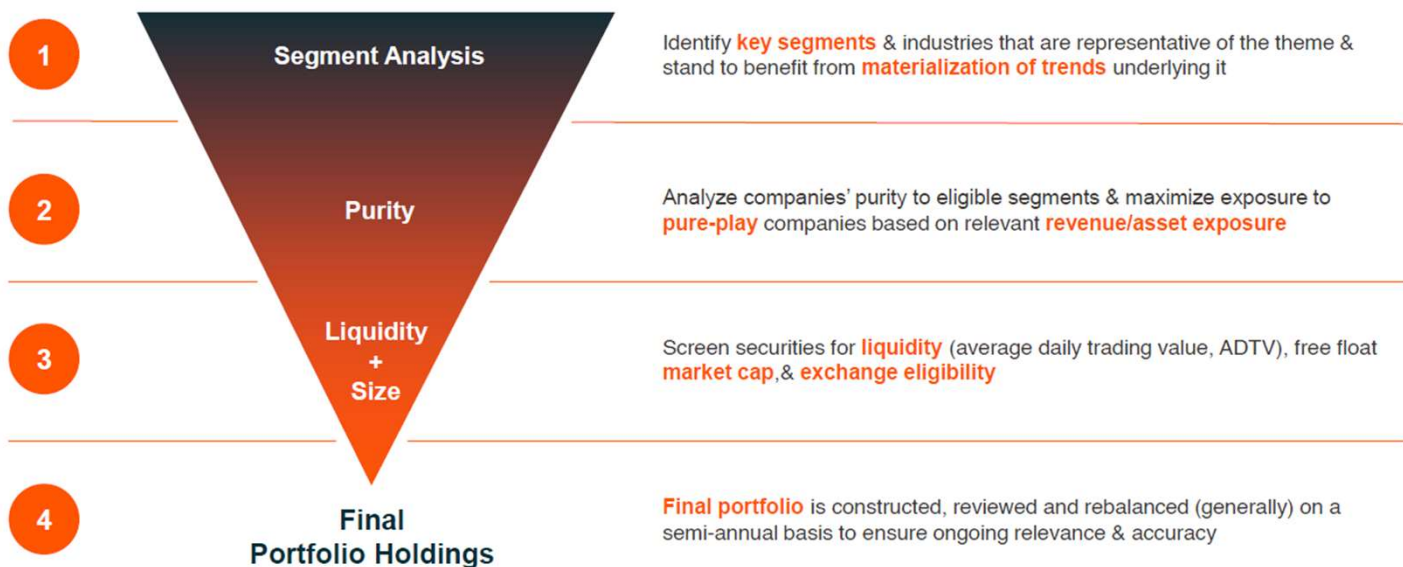 1
Segment Analysis
Identify key segments & industries that are representative of the theme &
stand to benefit from materialization of trends underlying it
2
Purity
Analyze companies’ purity to eligible segments & maximize exposure to
pure-play companies based on relevant revenue/asset exposure
3
Liquidity
+
Size
Screen securities for liquidity (average daily trading value, ADTV), free float
market cap,& exchange eligibility
4
Final
Portfolio Holdings
Final portfolio is constructed, reviewed and rebalanced (generally) on a
semi-annual basis to ensure ongoing relevance & accuracy